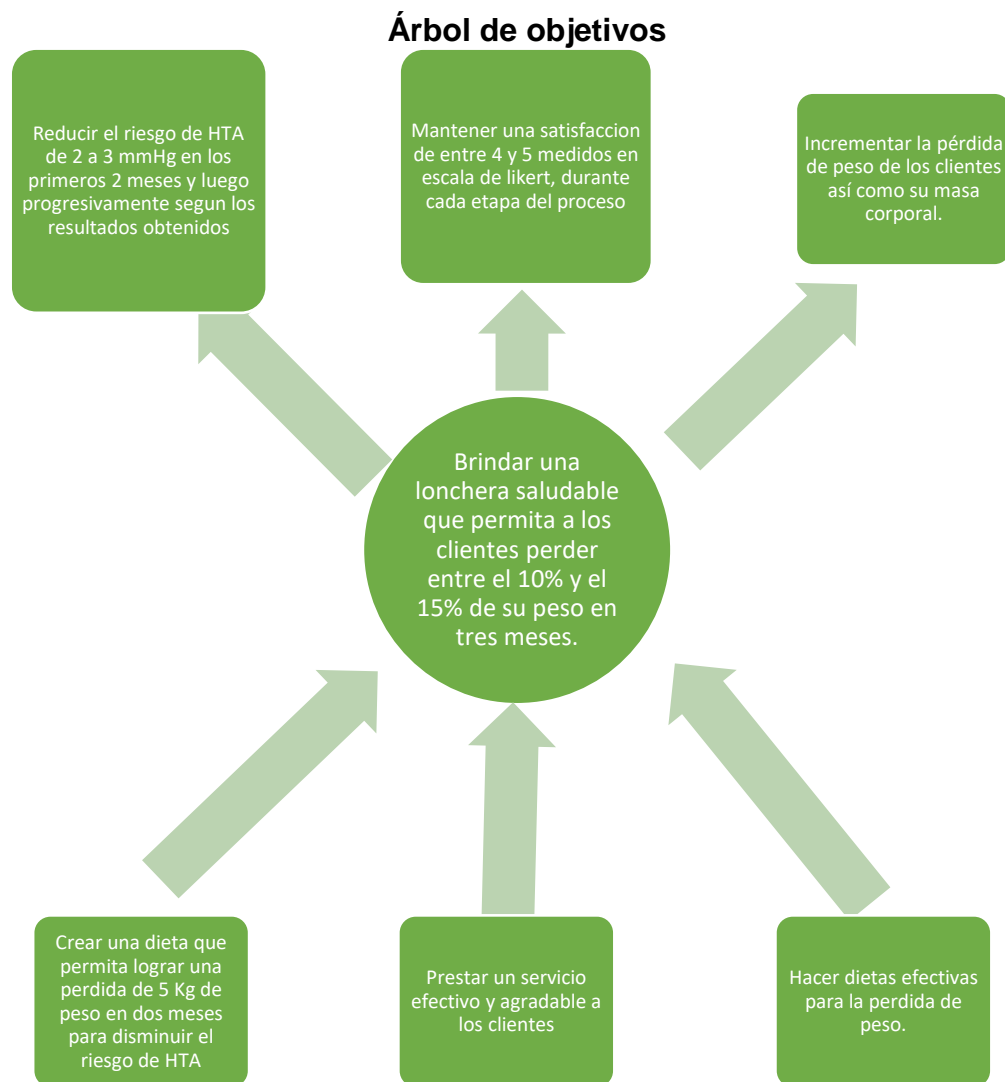 Árbol de objetivos
Reducir el riesgo de HTA
de 2 a 3 mmHg en los
primeros 2 meses y luego
progresivamente segun los
resultados obtenidos
Mantener una satisfaccion
de entre 4 y 5 medidos en
escala de likert, durante
cada etapa del proceso
Incrementar la pérdida
de peso de los clientes
así como su masa
corporal.
Brindar una
lonchera saludable
que permita a los
clientes perder
entre el 10% y el
15% de su peso en
tres meses.
Crear una dieta que
permita lograr una
perdida de 5 Kg de
peso en dos meses
para disminuir el
riesgo de HTA
Prestar un servicio
efectivo y agradable a
los clientes
Hacer dietas efectivas
para la perdida de
peso.